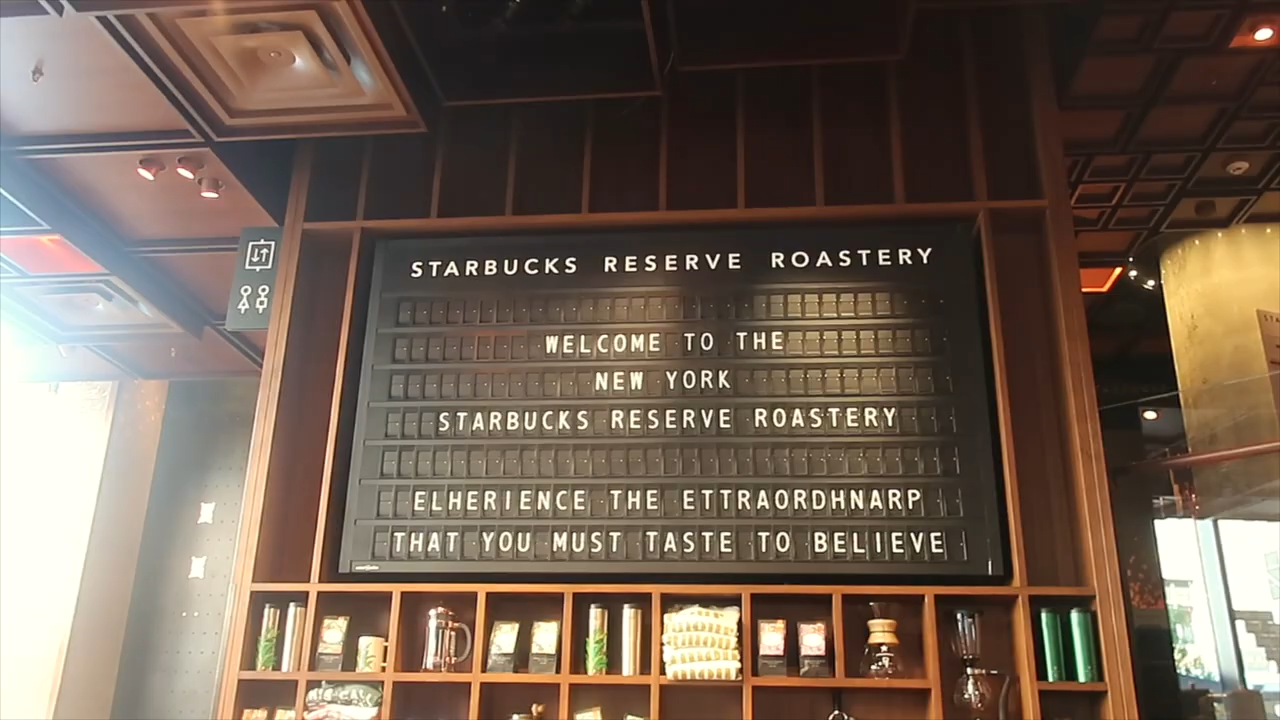 STARBUCKS RESERVE ROASTERY
WELCOME TO THE
NEW YORK
STARBUCKS RESERVE ROASTERY
ELHERIENCE THE ETTRAORDHNARP
THAT YOU MUST TASTE TO BELIEVE